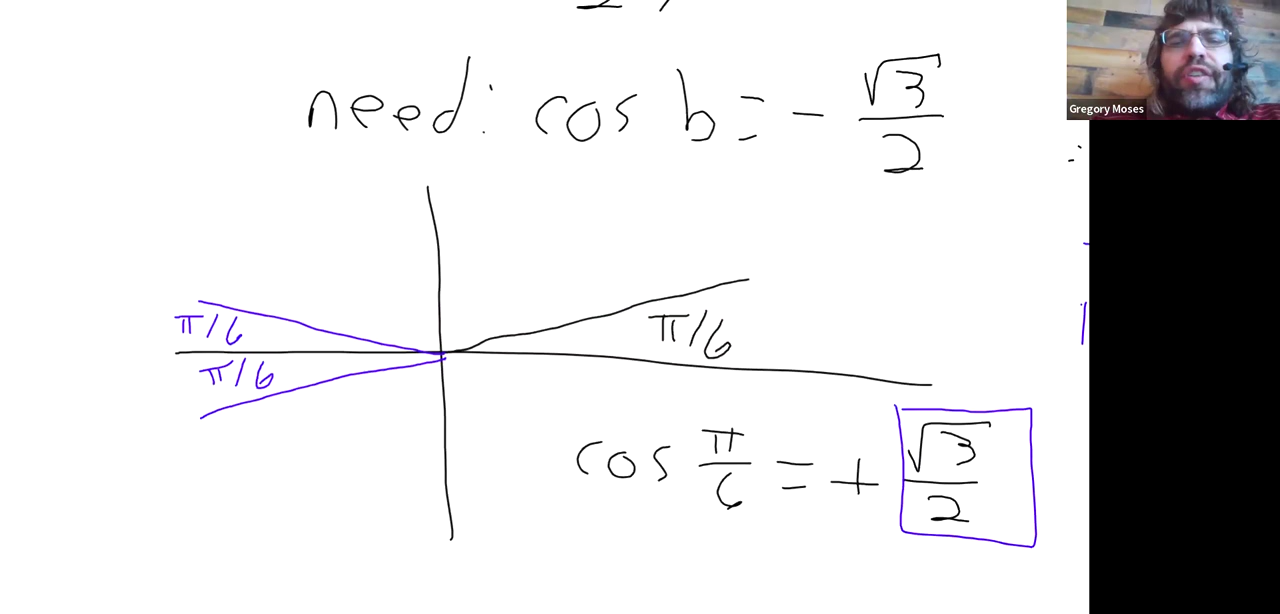 need: cos b = - √3/2
Gregory Moses
π/6
π/6
π/6
cos π/6 = + √3/2